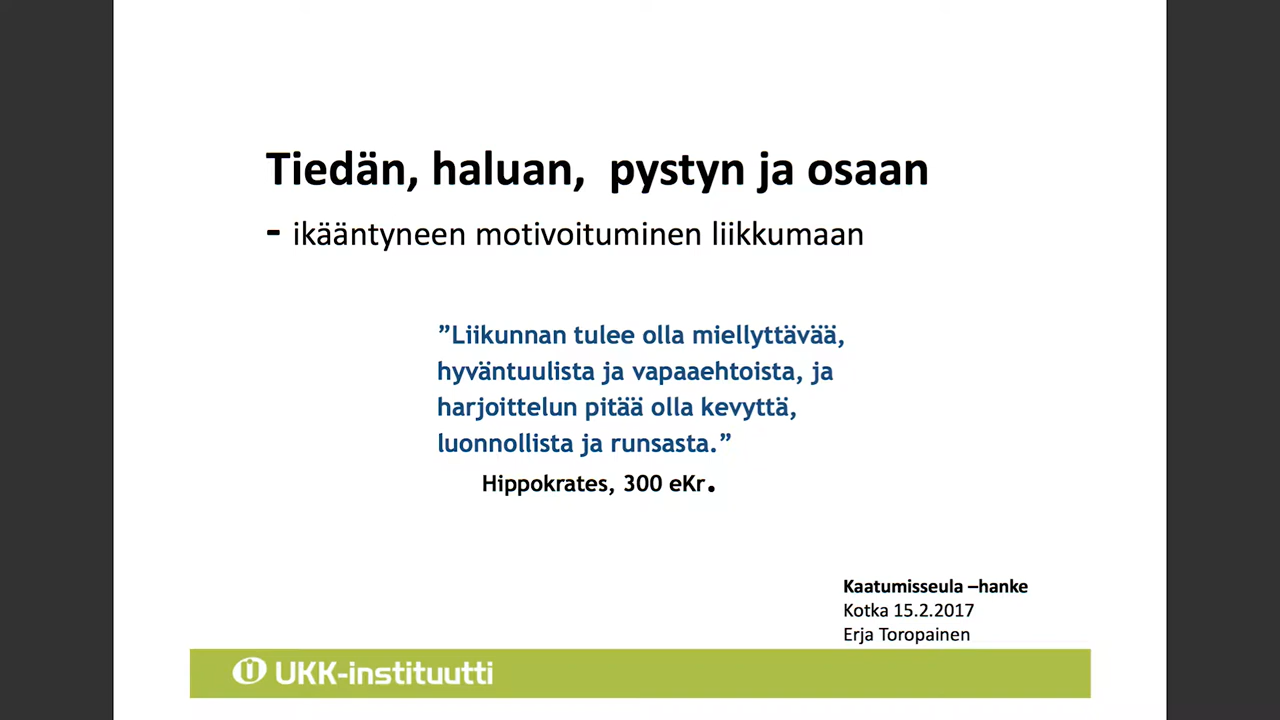 Tiedän, haluan, pystyn ja osaan
- ikääntyneen motivoituminen liikkumaan
”Liikunnan tulee olla miellyttävää,
hyväntuulista ja vapaaehtoista, ja
harjoittelun pitää olla kevyttä,
luonnollista ja runsasta.”
Hippokrates, 300 eKr.
Kaatumisseula –hanke
Kotka 15.2.2017
Erja Toropainen
UKK-instituutti